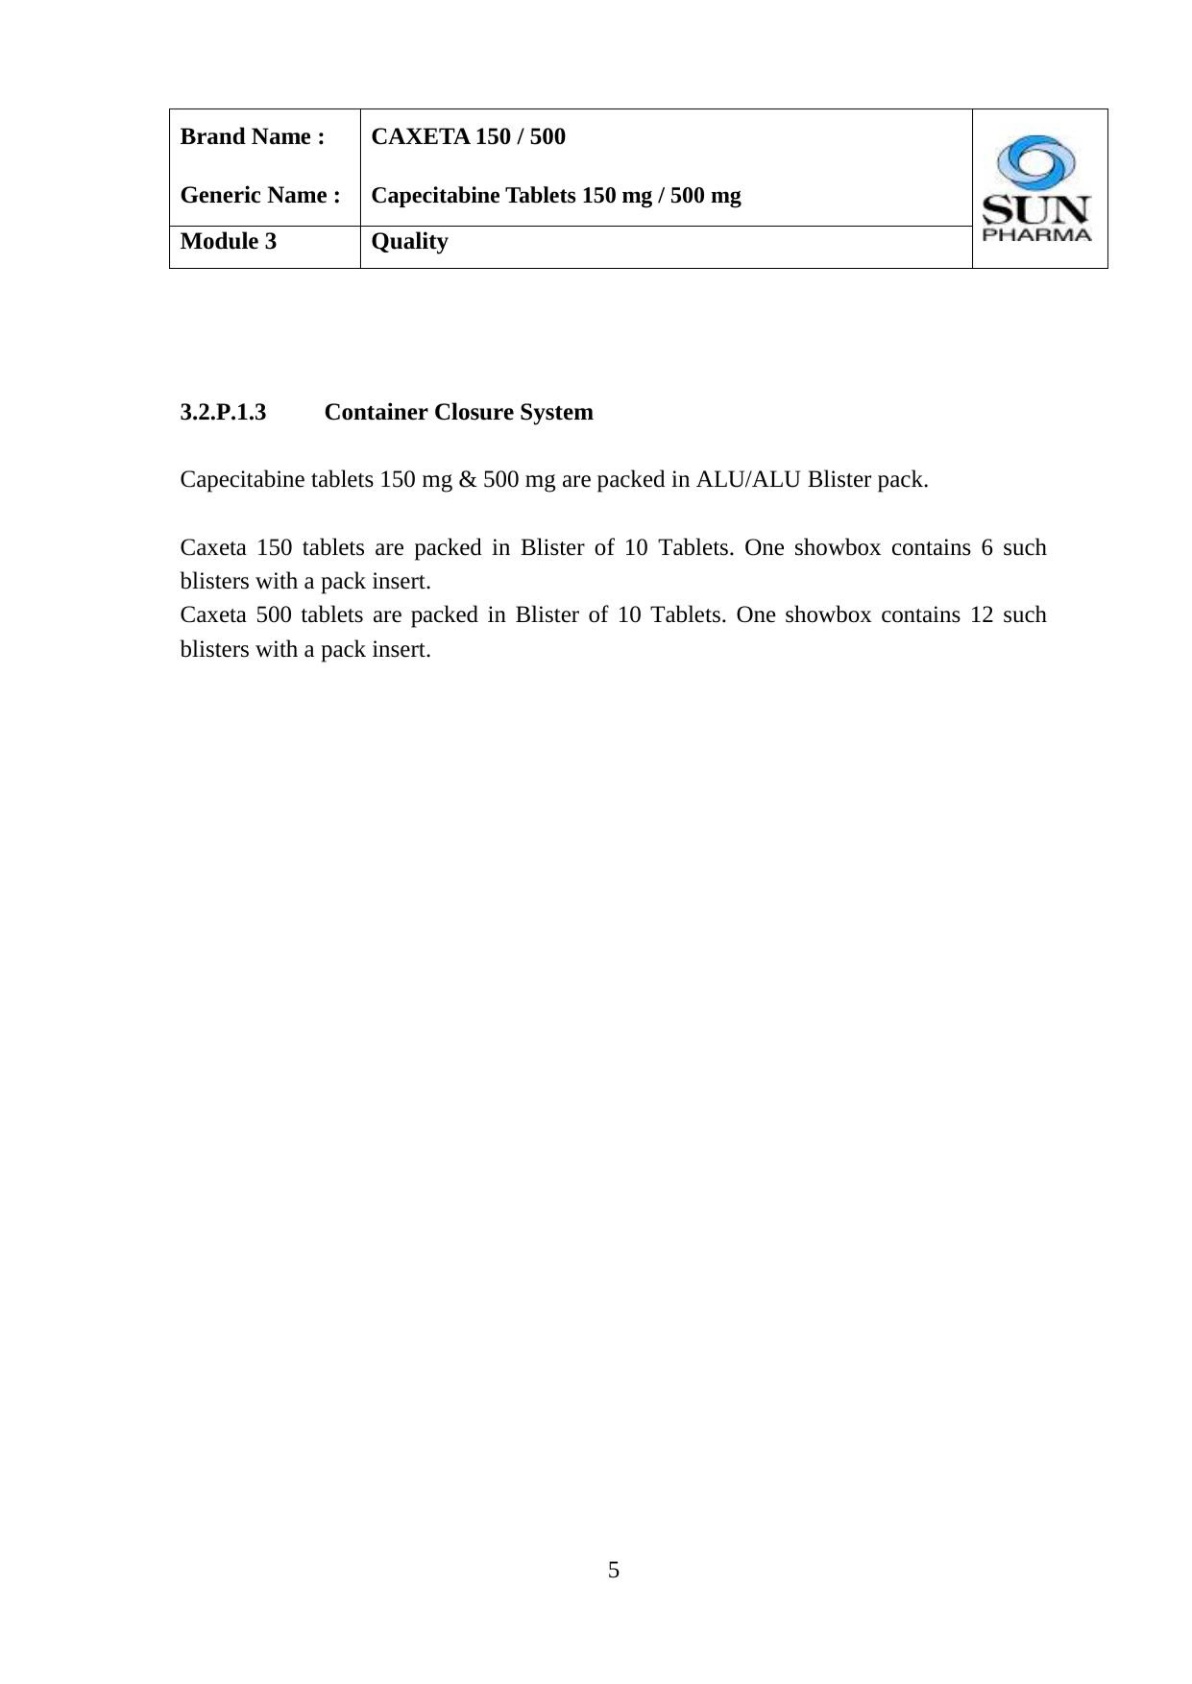 Brand Name :
CAXETA 150 / 500
Generic Name :
Capecitabine Tablets 150 mg / 500 mg
Module 3
Quality
SUN
PHARMA
3.2.P.1.3 Container Closure System
Capecitabine tablets 150 mg & 500 mg are packed in ALU/ALU Blister pack.
Caxeta 150 tablets are packed in Blister of 10 Tablets. One showbox contains 6 such
blisters with a pack insert.
Caxeta 500 tablets are packed in Blister of 10 Tablets. One showbox contains 12 such
blisters with a pack insert.
5